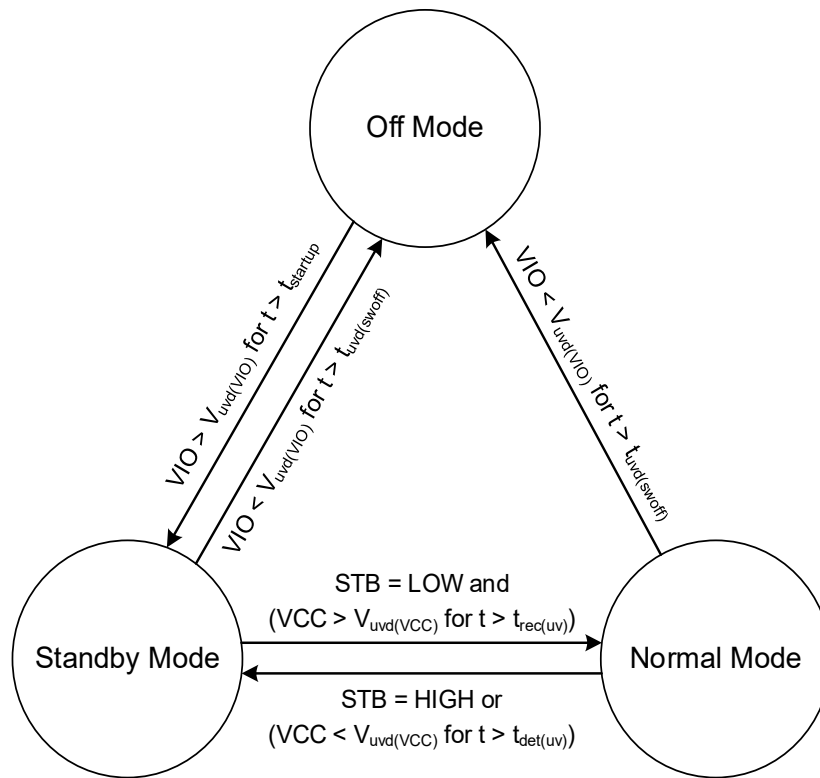 Off Mode
VIO > Vuvd(VIO) for t > tstartup
VIO < Vuvd(VIO) for t > tuvd(swoff)
VIO < Vuvd(VIO) for t > tuvd(swoff)
STB = LOW and
(VCC > Vuvd(VCC) for t > trec(uv))
Standby Mode
Normal Mode
STB = HIGH or
(VCC < Vuvd(VCC) for t > tdet(uv))